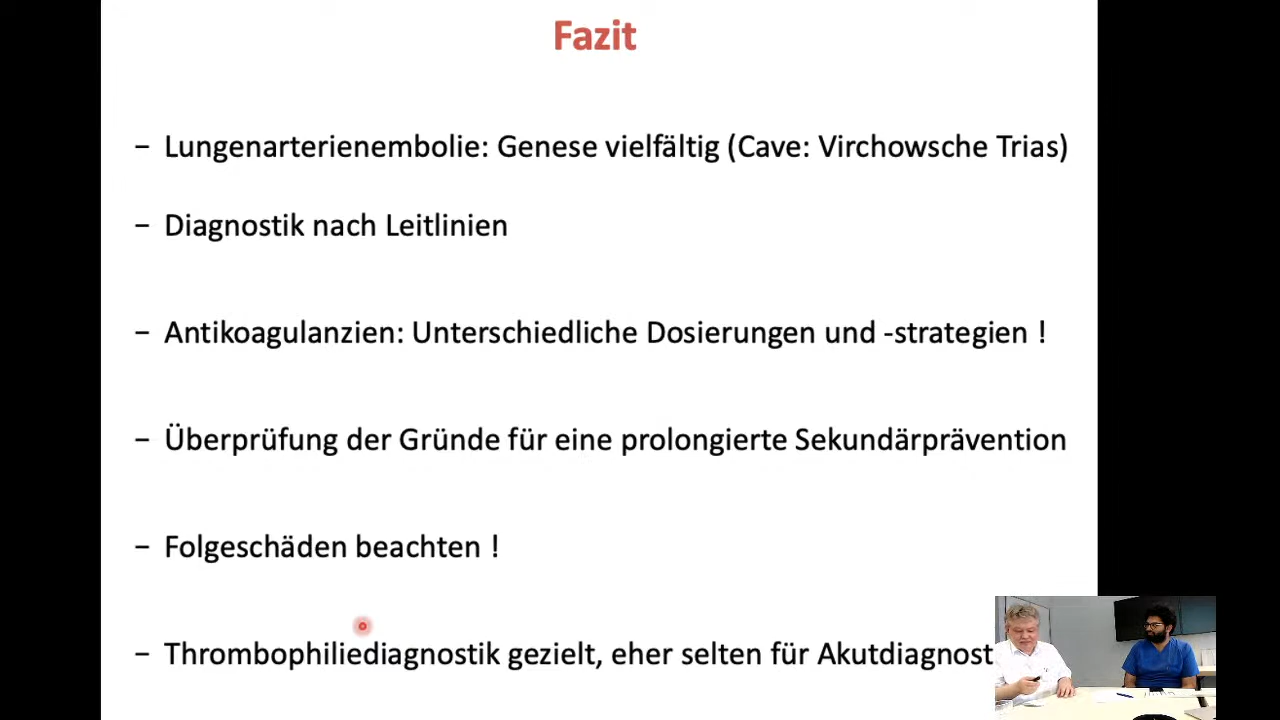 Fazit
− Lungenarterienembolie: Genese vielfältig (Cave: Virchowsche Trias)
− Diagnostik nach Leitlinien
− Antikoagulanzien: Unterschiedliche Dosierungen und -strategien !
− Überprüfung der Gründe für eine prolongierte Sekundärprävention
− Folgeschäden beachten !
− Thrombophiliediagnostik gezielt, eher selten für